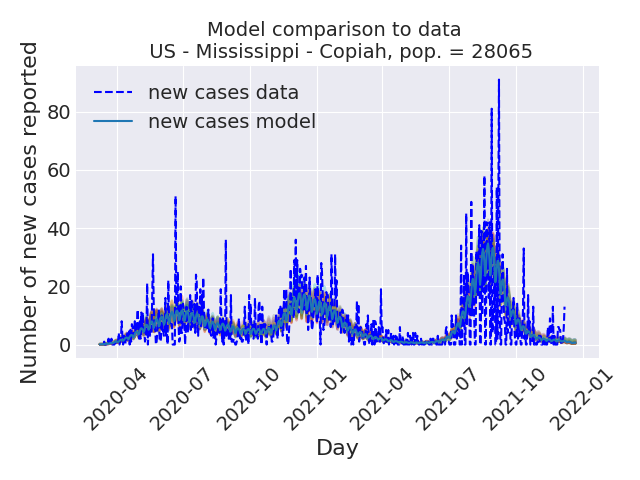 Model comparison to data
US - Mississippi - Copiah, pop. = 28065
Number of new cases reported
new cases data
new cases model
80
60
40
20
0
2020-04
2020-07
2020-10
2021-01
2021-04
2021-07
2021-10
2022-01
Day